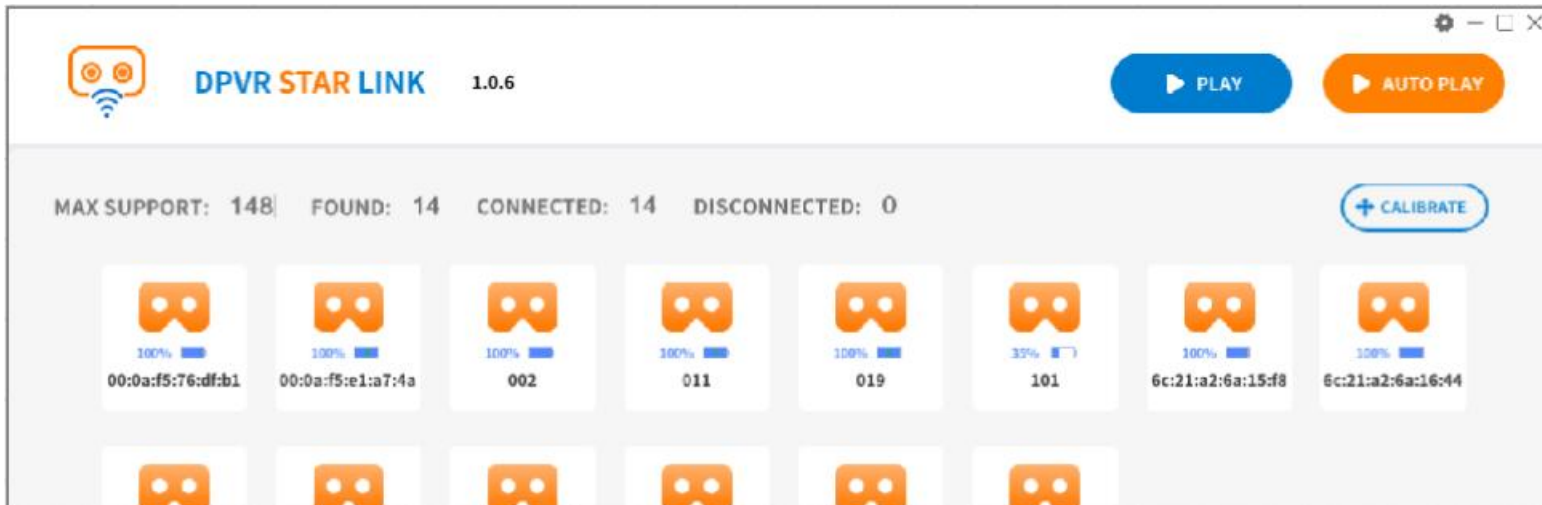 DPVR STAR LINK 1.0.6 PLAY AUTO PLAY
MAX SUPPORT: 148 FOUND: 14 CONNECTED: 14 DISCONNECTED: 0 CALIBRATE
100% 100% 100% 100% 100% 35% 100% 100%
00:0a:f5:76:df:b1 00:0a:f5:e1:a7:4a 002 011 019 101 6c:21:a2:6a:15:f8 6c:21:a2:6a:16:44